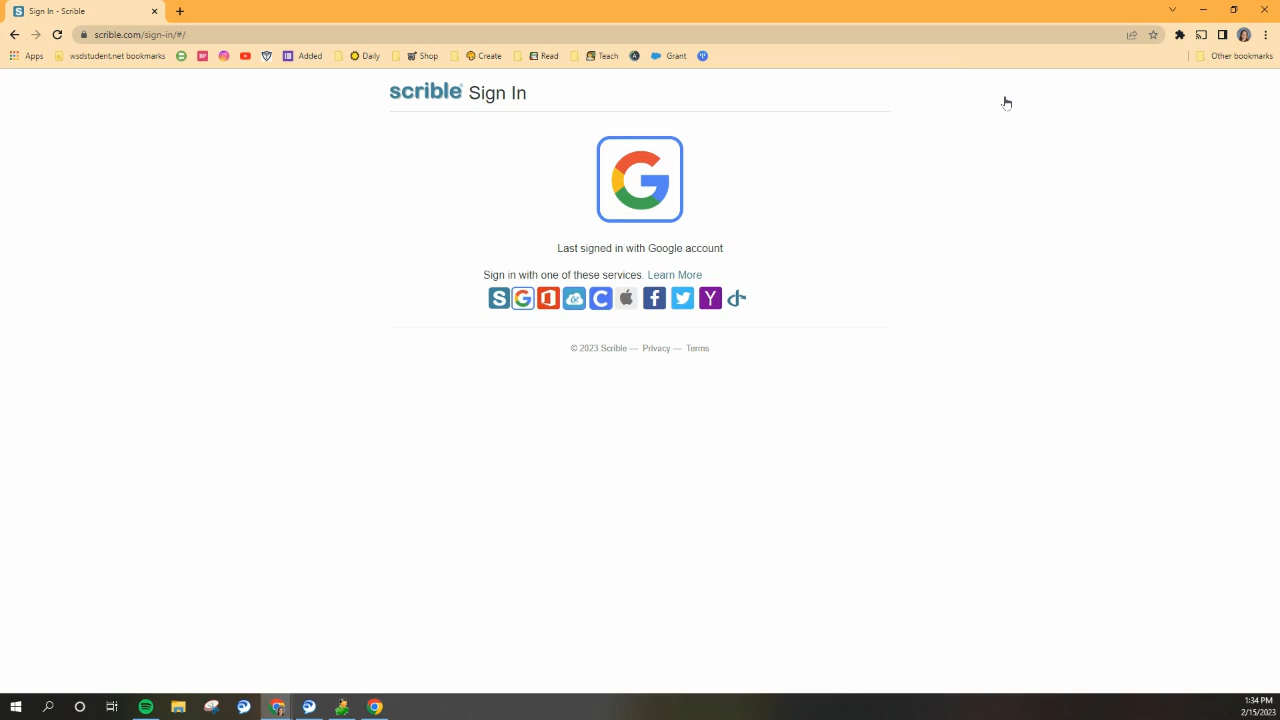 Sign In - Scrible
scrible.com/sign-in/#/
Apps wsdstudent.net bookmarks BP Added Daily Shop Create Read Teach Grant Other bookmarks
scrible Sign In
G
Last signed in with Google account
Sign in with one of these services. Learn More
© 2023 Scrible — Privacy — Terms
1:34 PM
2/15/2023